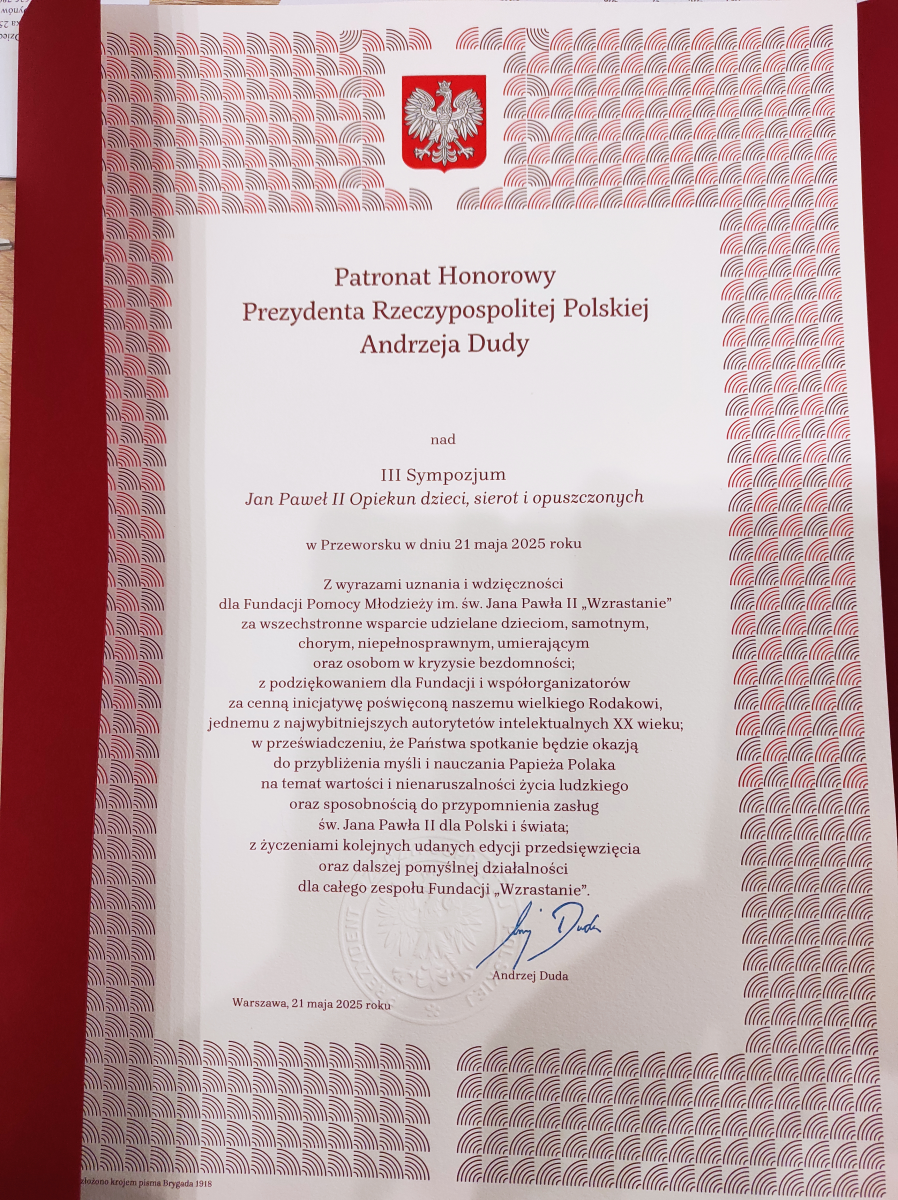 Patronat Honorowy
Prezydenta Rzeczypospolitej Polskiej
Andrzeja Dudy
nad
III Sympozjum
Jan Paweł II Opiekun dzieci, sierot i opuszczonych
w Przeworsku w dniu 21 maja 2025 roku
Z wyrazami uznania i wdzięczności
dla Fundacji Pomocy Młodzieży im. św. Jana Pawła II „Wzrastanie”
za wszechstronne wsparcie udzielane dzieciom, samotnym,
chorym, niepełnosprawnym, umierającym
oraz osobom w kryzysie bezdomności;
z podziękowaniem dla Fundacji i współorganizatorów
za cenną inicjatywę poświęconą naszemu wielkiego Rodakowi,
jednemu z najwybitniejszych autorytetów intelektualnych XX wieku;
w przeświadczeniu, że Państwa spotkanie będzie okazją
do przybliżenia myśli i nauczania Papieża Polaka
na temat wartości i nienaruszalności życia ludzkiego
oraz sposobnością do przypomnienia zasług
św. Jana Pawła II dla Polski i świata;
z życzeniami kolejnych udanych edycji przedsięwzięcia
oraz dalszej pomyślnej działalności
dla całego zespołu Fundacji „Wzrastanie”.
Duda
Andrzej Duda
Warszawa, 21 maja 2025 roku
złożono krojem pisma Brygada 1918